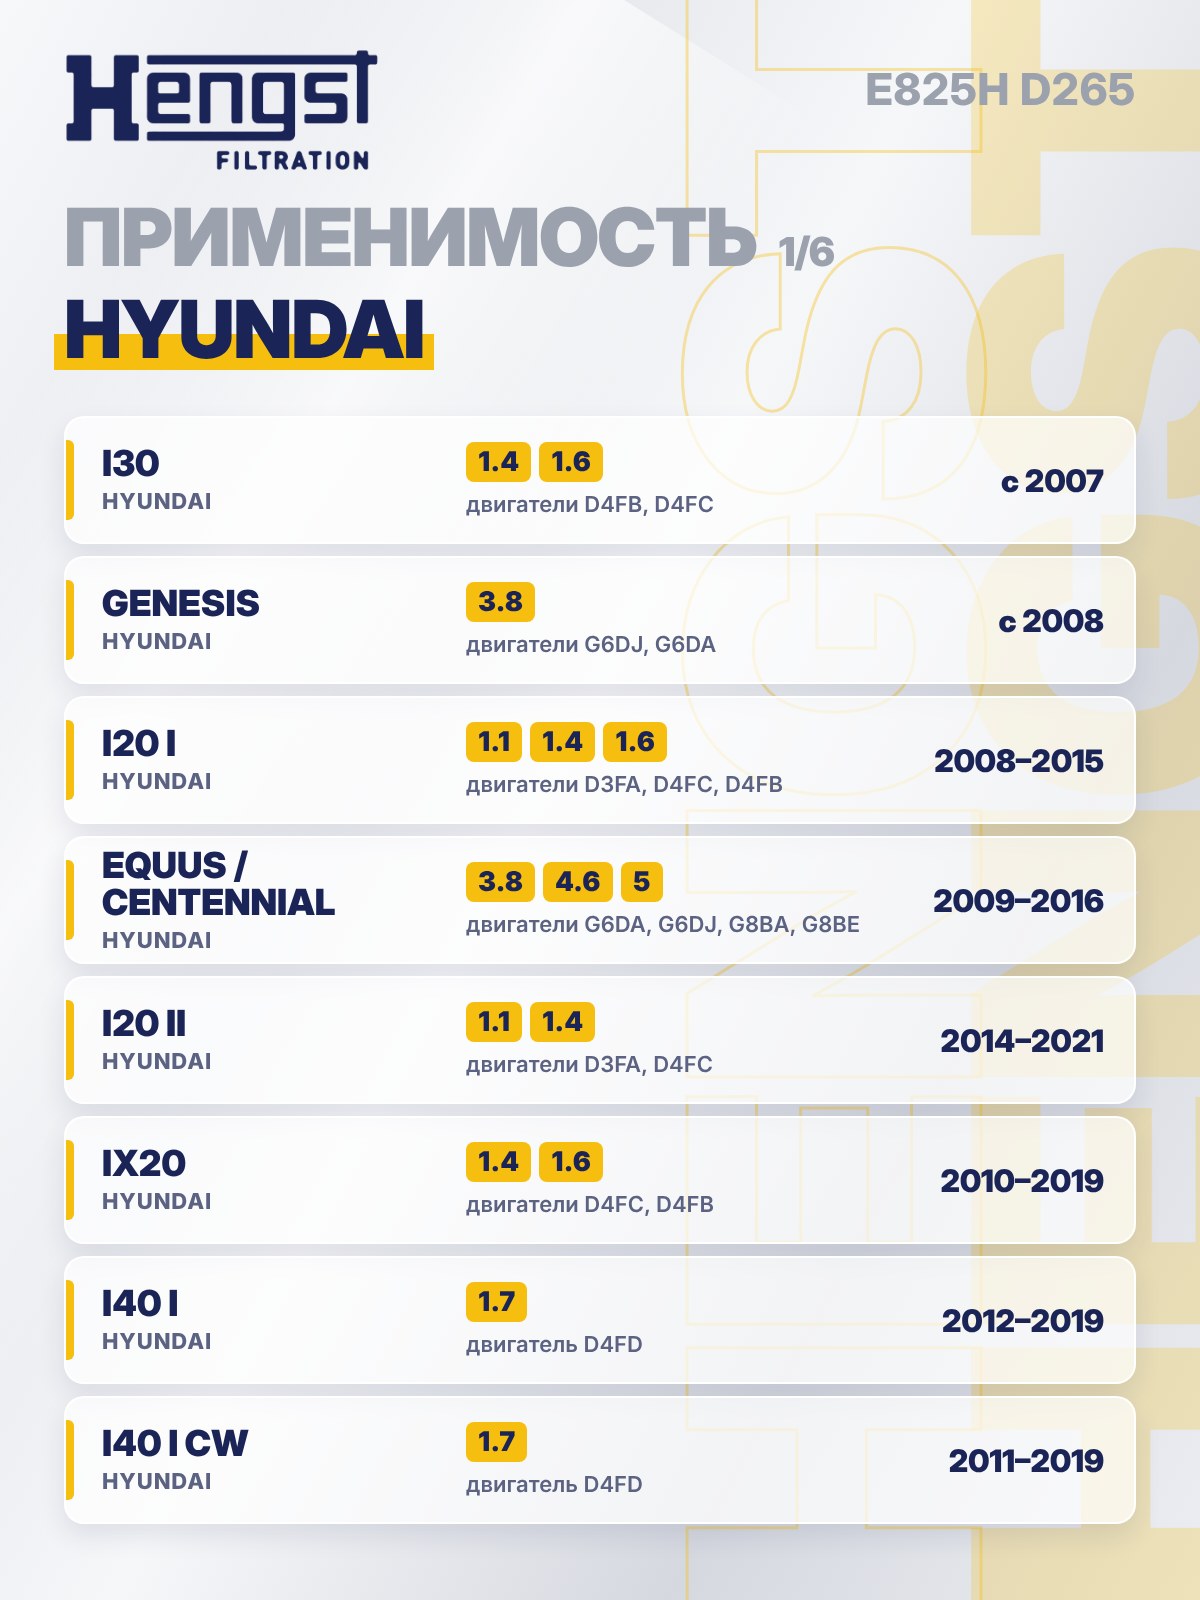 Hengst
FILTRATION
E825H D265
ПРИМЕНИМОСТЬ 1/6
HYUNDAI
I30
HYUNDAI
1.4 1.6
двигатели D4FB, D4FC
с 2007
GENESIS
HYUNDAI
3.8
двигатели G6DJ, G6DA
с 2008
I20 I
HYUNDAI
1.1 1.4 1.6
двигатели D3FA, D4FC, D4FB
2008–2015
EQUUS /
CENTENNIAL
HYUNDAI
3.8 4.6 5
двигатели G6DA, G6DJ, G8BA, G8BE
2009–2016
I20 II
HYUNDAI
1.1 1.4
двигатели D3FA, D4FC
2014–2021
IX20
HYUNDAI
1.4 1.6
двигатели D4FC, D4FB
2010–2019
I40 I
HYUNDAI
1.7
двигатель D4FD
2012–2019
I40 I CW
HYUNDAI
1.7
двигатель D4FD
2011–2019
HENGST
HENGST